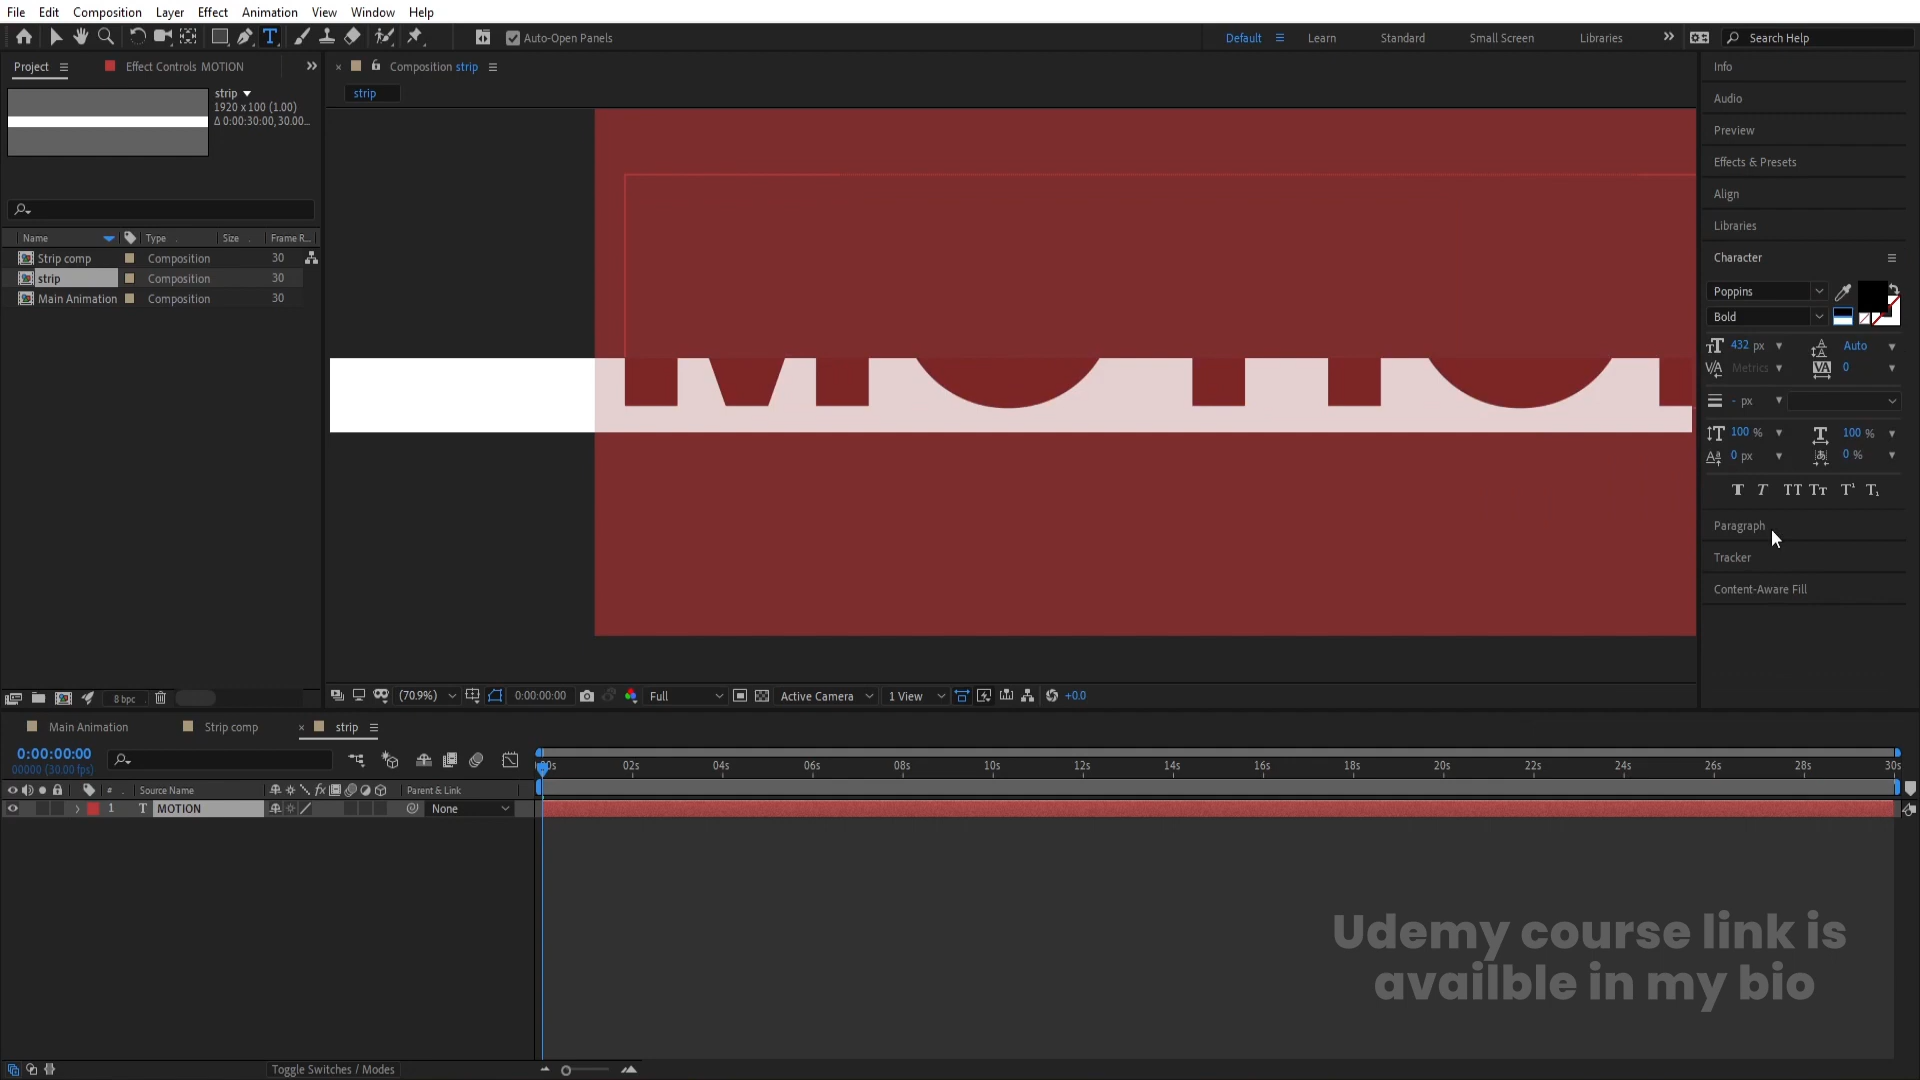 File Edit Composition Layer Effect Animation View Window Help
Auto-Open Panels Default Learn Standard Small Screen Libraries Search Help
Project Effect Controls MOTION Composition strip Info
strip
1920 x 100 (1.00)
Δ 0:00:30:00, 30.00...
strip
Audio
Preview
Effects & Presets
Align
Libraries
Name Type Size Frame R...
Strip comp Composition 30
strip Composition 30
Main Animation Composition 30
Character
Poppins
Bold
432 px Auto
Metrics 0
- px
100 % 100 %
0 px 0 %
T T TT Tr T¹ T₁
Paragraph
Tracker
Content-Aware Fill
MOTION
8 bpc (70.9%) 0:00:00:00 Full Active Camera 1 View +0.0
Main Animation Strip comp strip
0:00:00:00
00000 (30.00 fps)
02s 04s 06s 08s 10s 12s 14s 16s 18s 20s 22s 24s 26s 28s 30s
# Source Name Parent & Link
1 T MOTION None
Udemy course link is
availble in my bio
Toggle Switches / Modes